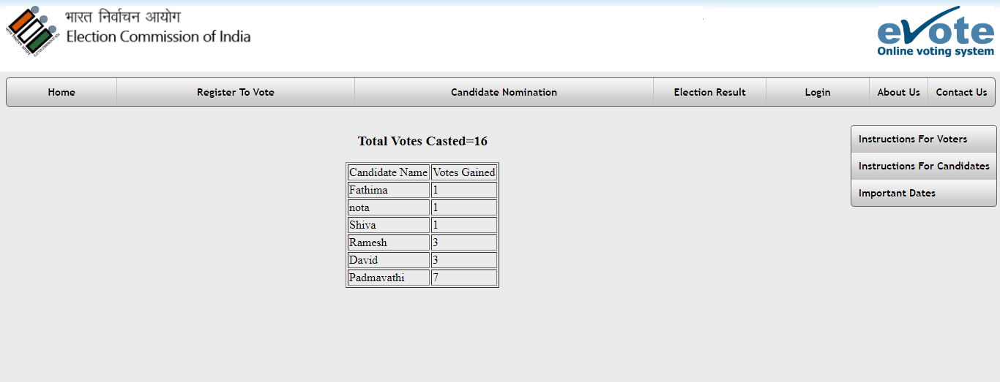 भारत निर्वाचन आयोग
Election Commission of India
evote
Online voting system
Home Register To Vote Candidate Nomination Election Result Login About Us Contact Us
Total Votes Casted=16
Candidate Name Votes Gained
Fathima 1
nota 1
Shiva 1
Ramesh 3
David 3
Padmavathi 7
Instructions For Voters
Instructions For Candidates
Important Dates